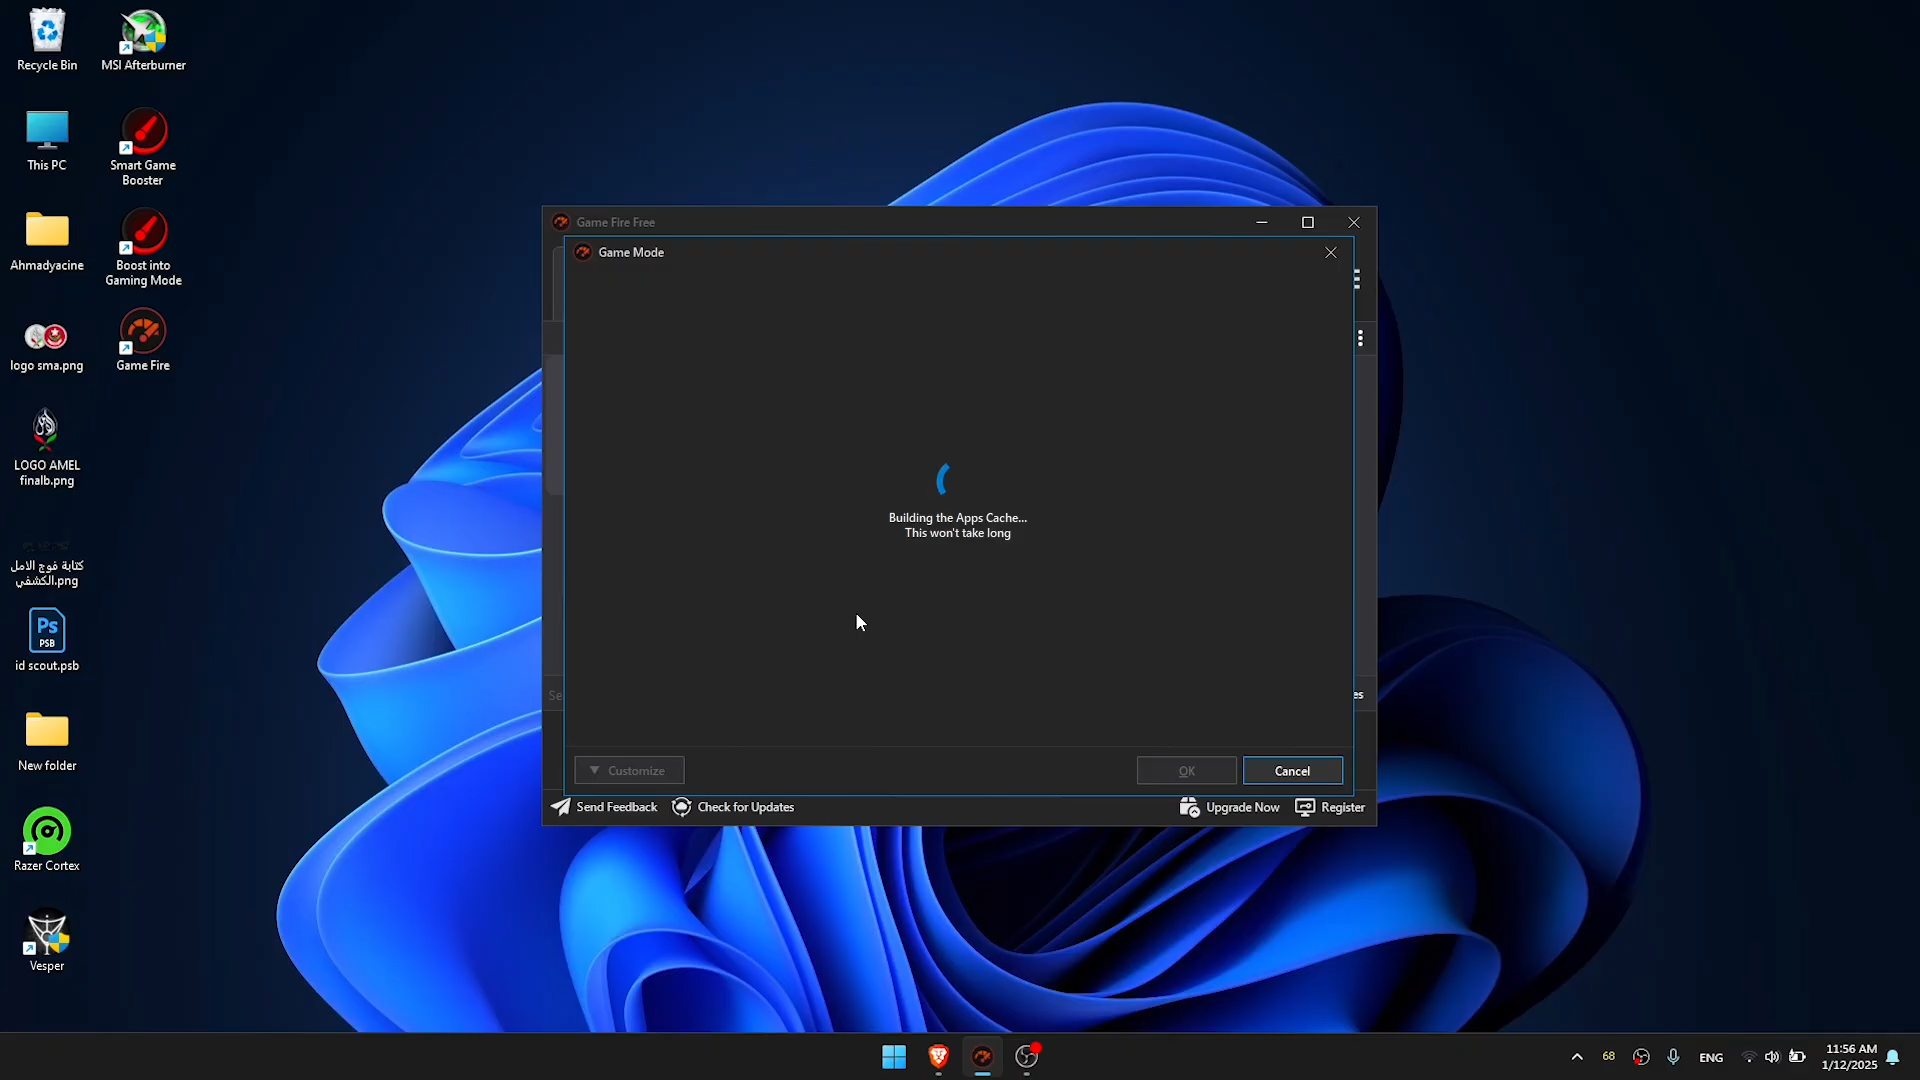 Recycle Bin
MSI Afterburner
This PC
Smart Game
Booster
Ahmadyacine
Boost into
Gaming Mode
logo sma.png
Game Fire
LOGO AMEL
finalb.png
كتابة فوج الامل
الكشفي.png
Ps
PSB
id scout.psb
New folder
Razer Cortex
Vesper
Game Fire Free
Game Mode
Building the Apps Cache...
This won't take long
Se
es
Customize
OK
Cancel
Send Feedback
Check for Updates
Upgrade Now
Register
68
ENG
11:56 AM
1/12/2025